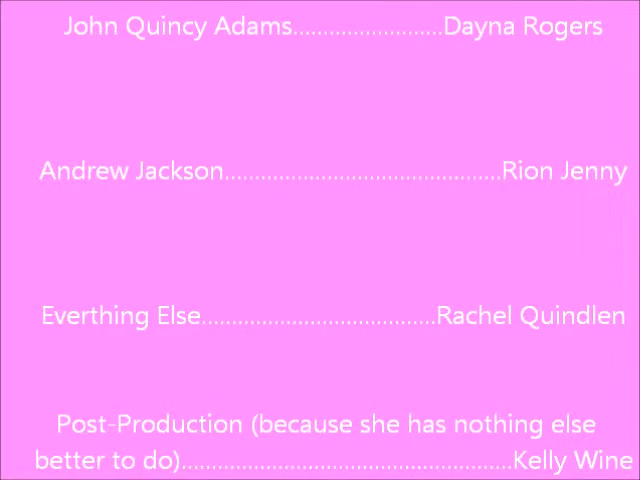 John Quincy Adams.........................Dayna Rogers
Andrew Jackson..............................................Rion Jenny
Everthing Else.......................................Rachel Quindlen
Post-Production (because she has nothing else
better to do).......................................................Kelly Wine